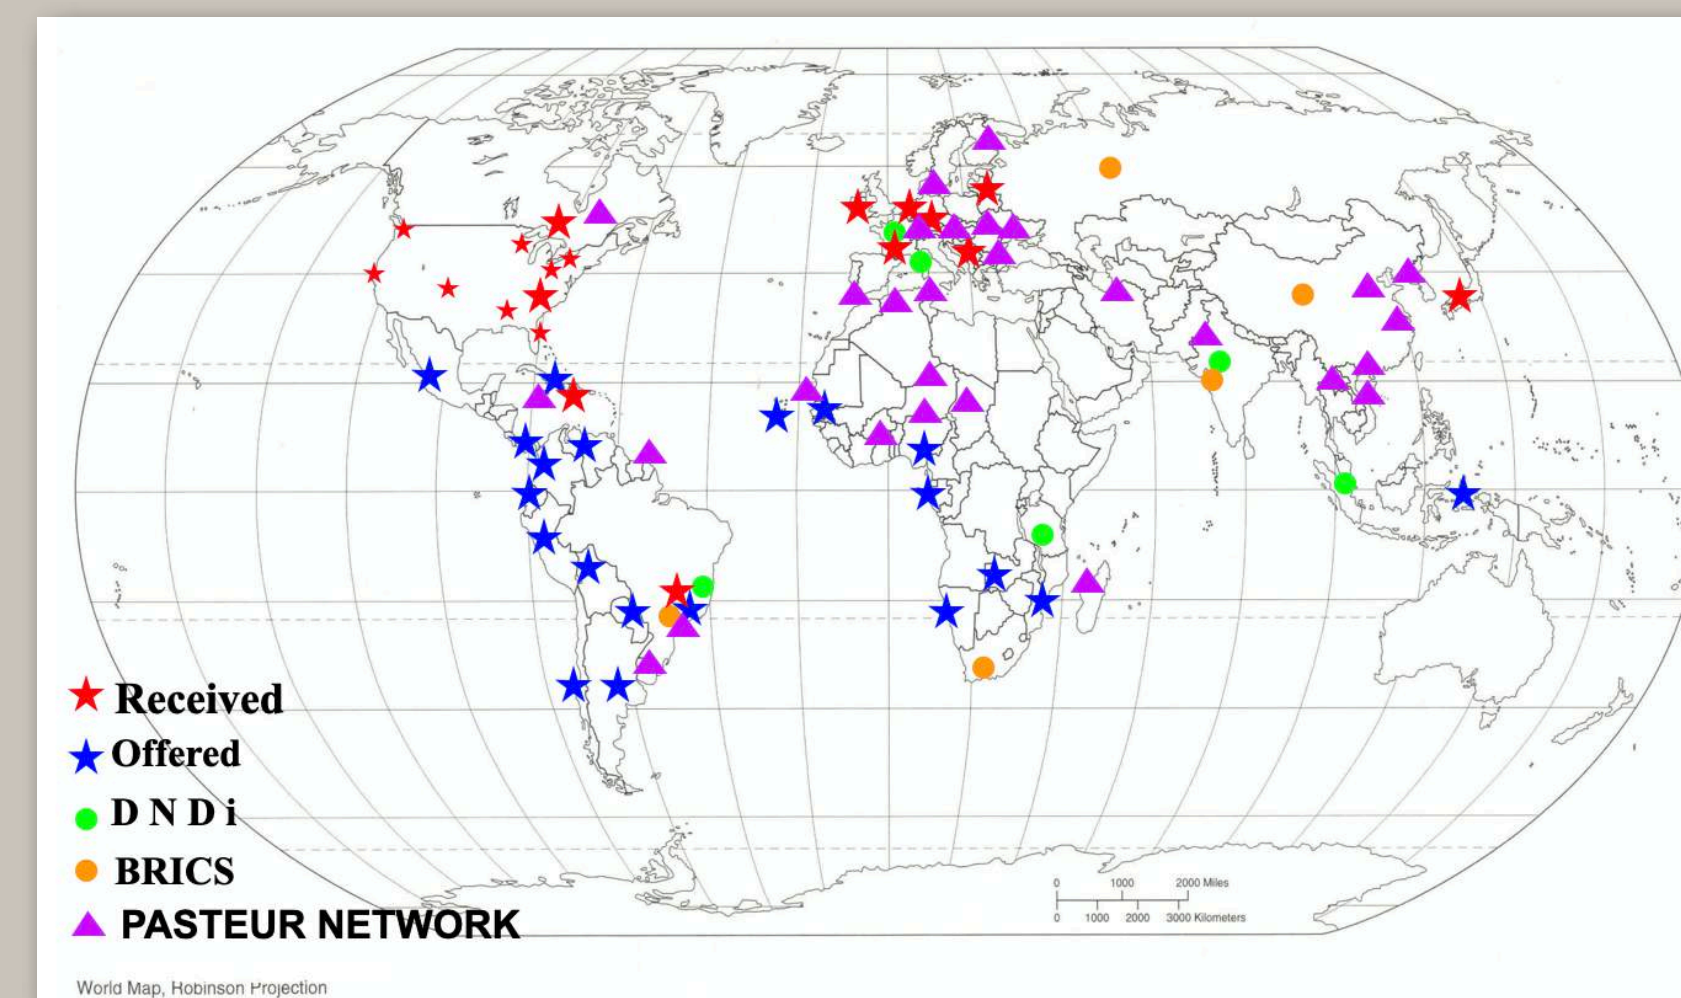 Received
Offered
D N D i
BRICS
PASTEUR NETWORK
0 1000 2000 Miles
0 1000 2000 3000 Kilometers
World Map, Robinson Projection